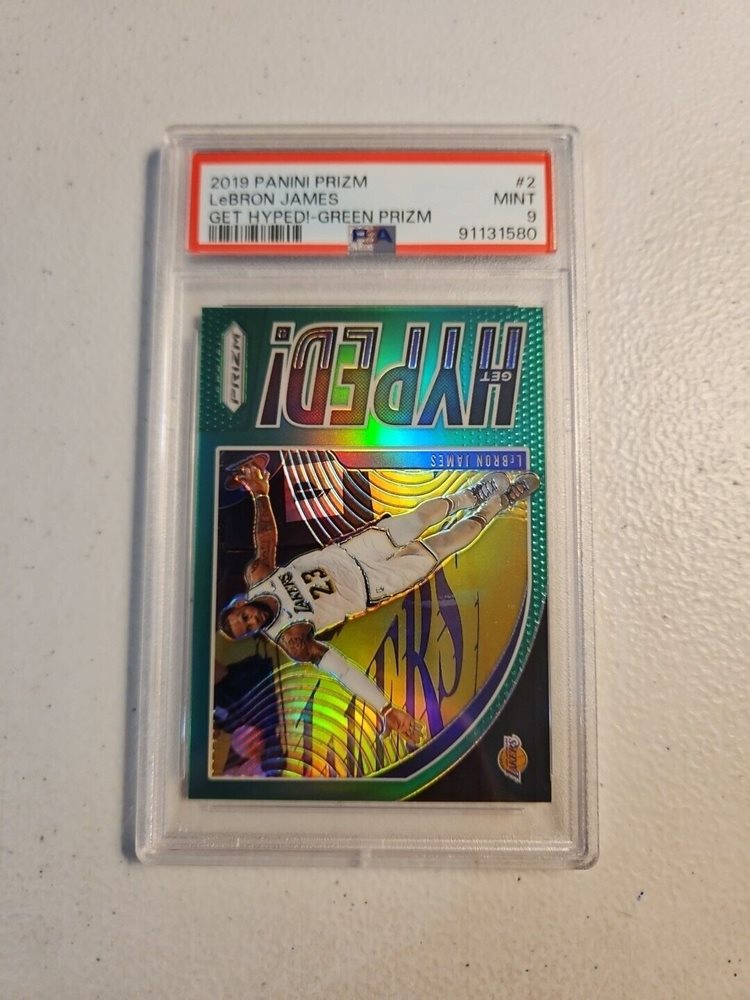 2019 PANINI PRIZM #2
LeBRON JAMES MINT
GET HYPED!-GREEN PRIZM 9
PSA 91131580
PRIZM
GET
HYPED!
LeBRON JAMES
LAKERS
23
LAKERS